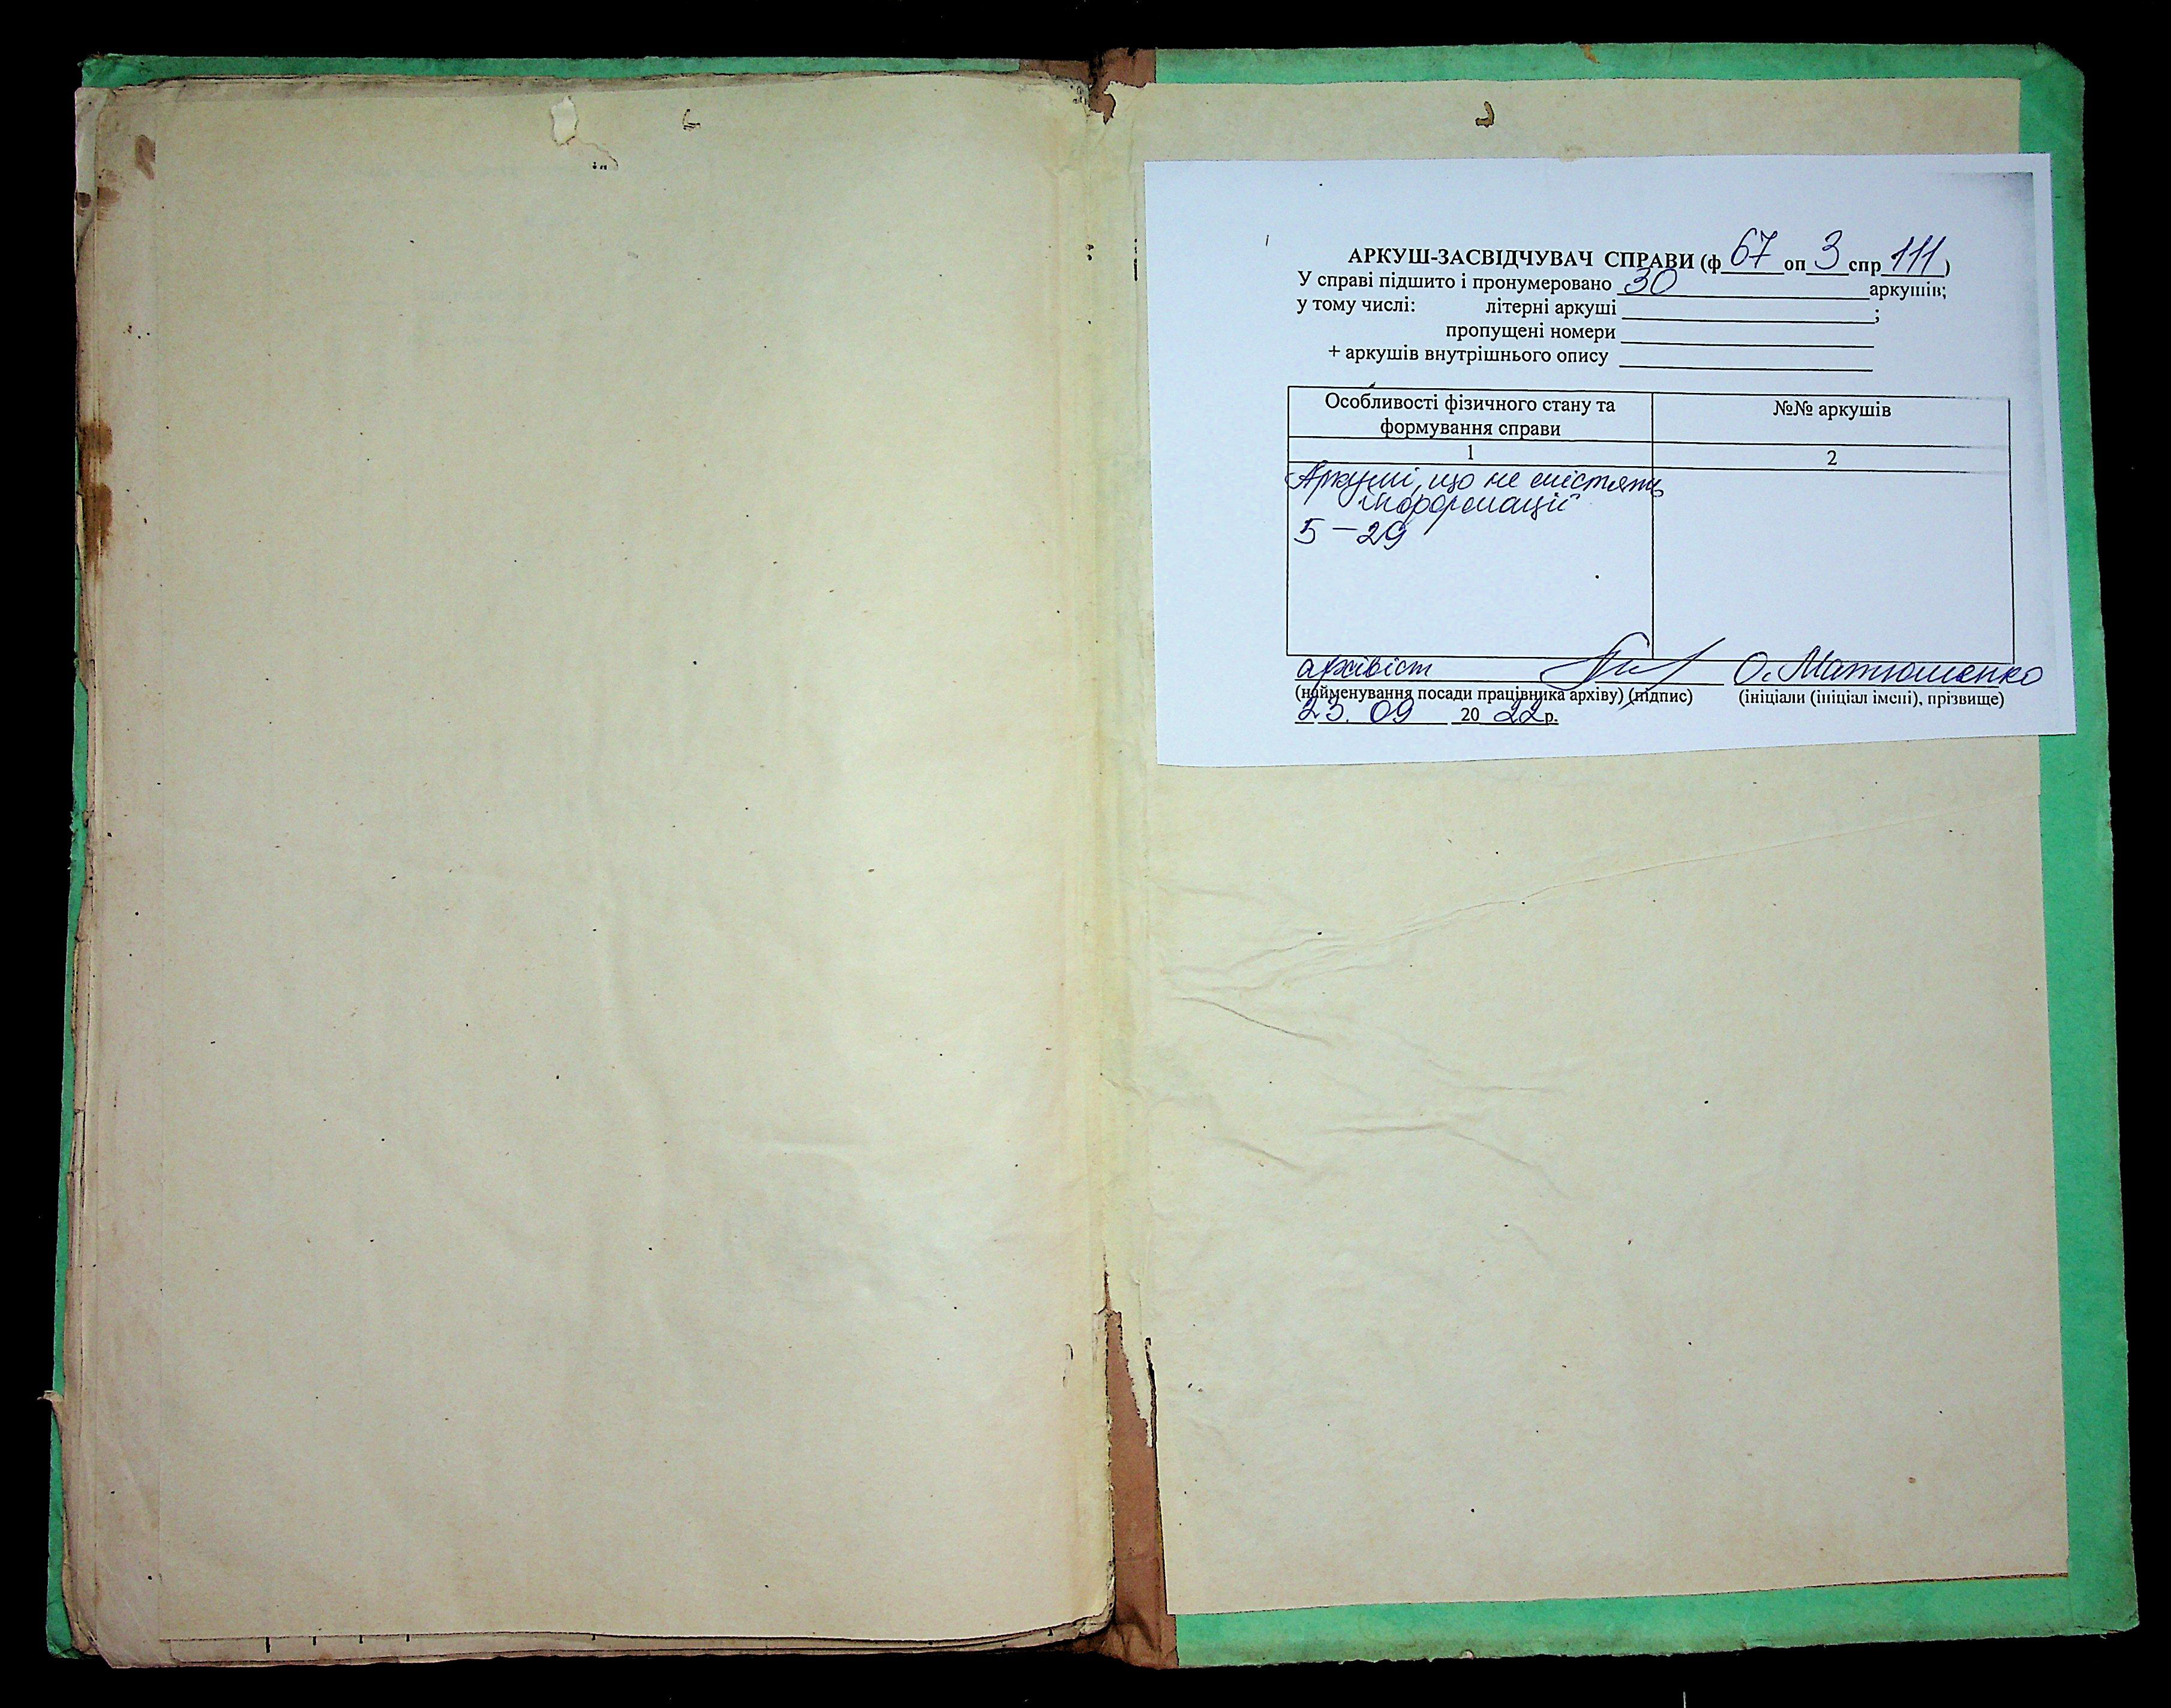 АРКУШ-ЗАСВІДЧУВАЧ СПРАВИ (ф 67 оп 3 спр 111)
У справі підшито і пронумеровано 30 аркушів;
у тому числі: літерні аркуші ;
пропущені номери
+ аркушів внутрішнього опису
Особливості фізичного стану та формування справи
№№ аркушів
1
2
Аркуші, що не містять
інформації
5 – 29
архівіст О. Матюшенко
(найменування посади працівника архіву) (підпис) (ініціали (ініціал імені), прізвище)
23. 09 20 22 р.